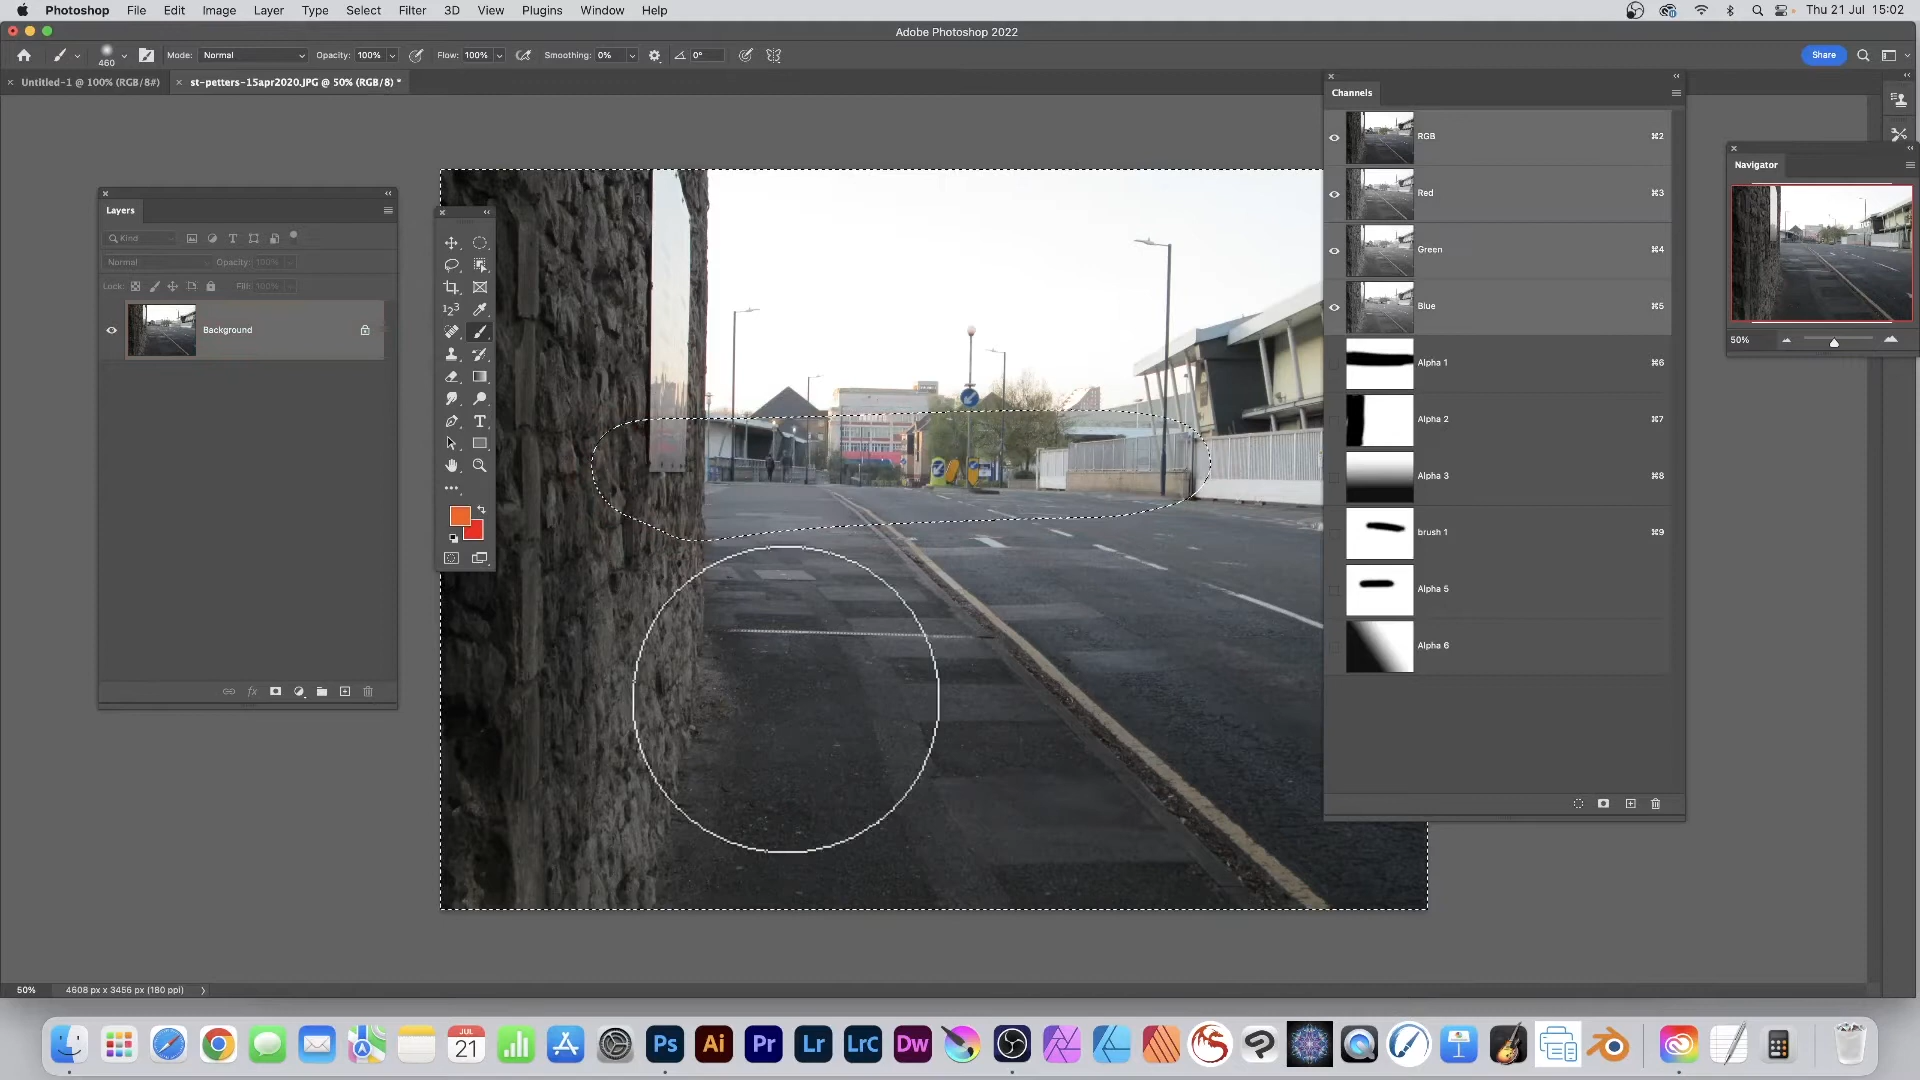 Photoshop File Edit Image Layer Type Select Filter 3D View Plugins Window Help Thu 21 Jul 15:02
Adobe Photoshop 2022
460 Mode: Normal Opacity: 100% Flow: 100% Smoothing: 0% 0° Share
Untitled-1 @ 100% (RGB/8#) st-petters-15apr2020.JPG @ 50% (RGB/8) *
Channels
RGB ⌘2
Red ⌘3
Green ⌘4
Blue ⌘5
Alpha 1 ⌘6
Alpha 2 ⌘7
Alpha 3 ⌘8
brush 1 ⌘9
Alpha 5
Alpha 6
Navigator
50%
Layers
Kind
Normal Opacity: 100%
Lock: Fill: 100%
Background
50% 4608 px x 3456 px (180 ppi)
JUL
21
Ps Ai Pr Lr LrC Dw